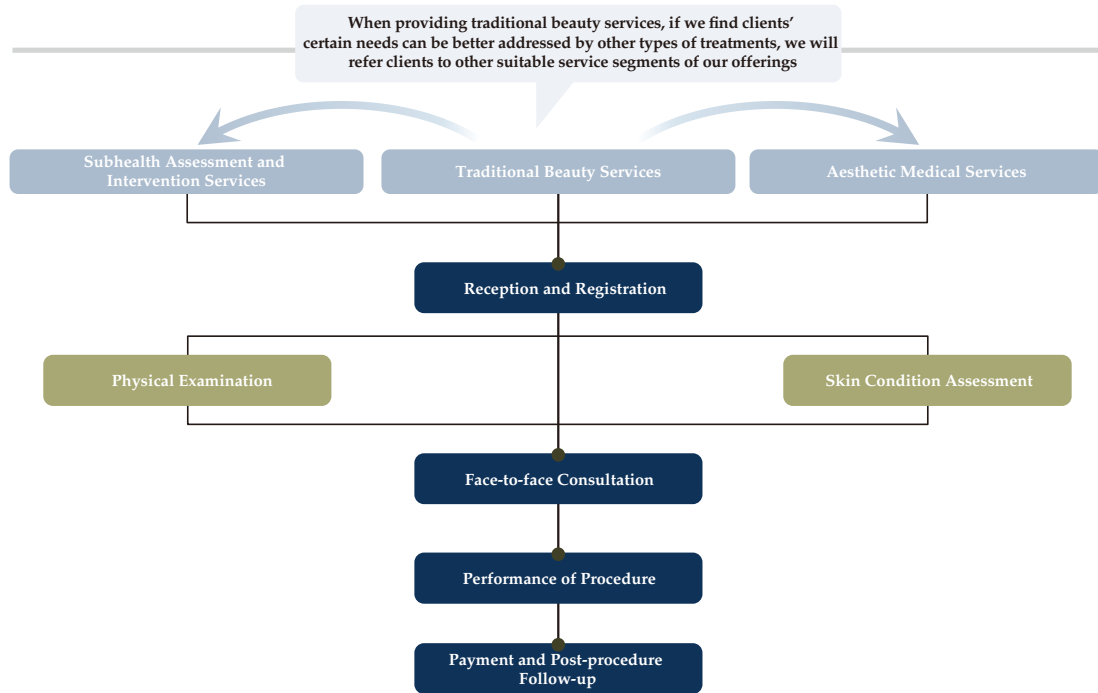 When providing traditional beauty services, if we find clients’
certain needs can be better addressed by other types of treatments, we will
refer clients to other suitable service segments of our offerings
Subhealth Assessment and
Intervention Services
Traditional Beauty Services
Aesthetic Medical Services
Reception and Registration
Physical Examination
Skin Condition Assessment
Face-to-face Consultation
Performance of Procedure
Payment and Post-procedure
Follow-up